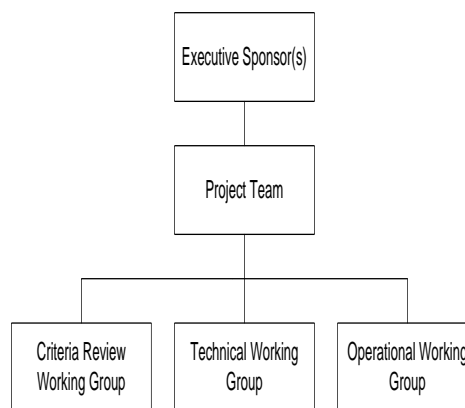 Executive Sponsor(s)
Project Team
Criteria Review
Working Group
Technical Working
Group
Operational Working
Group